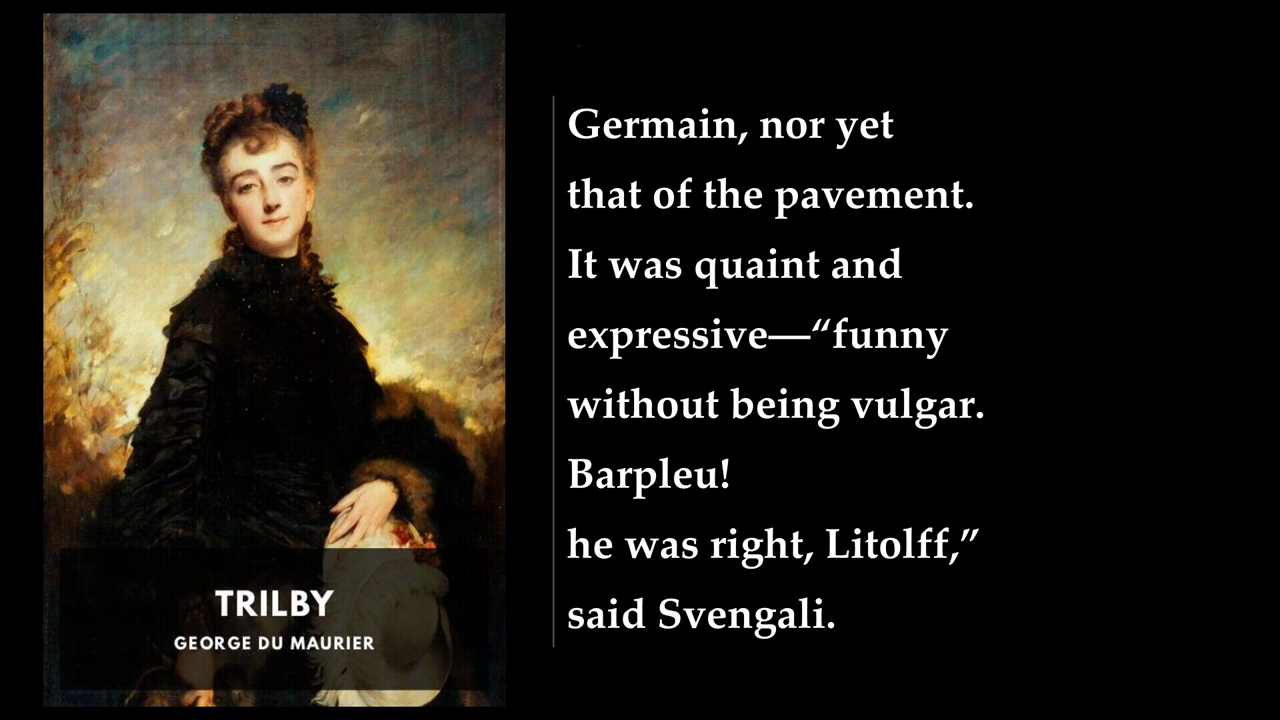 TRILBY
GEORGE DU MAURIER
Germain, nor yet
that of the pavement.
It was quaint and
expressive—“funny
without being vulgar.
Barpleu!
he was right, Litolff,”
said Svengali.